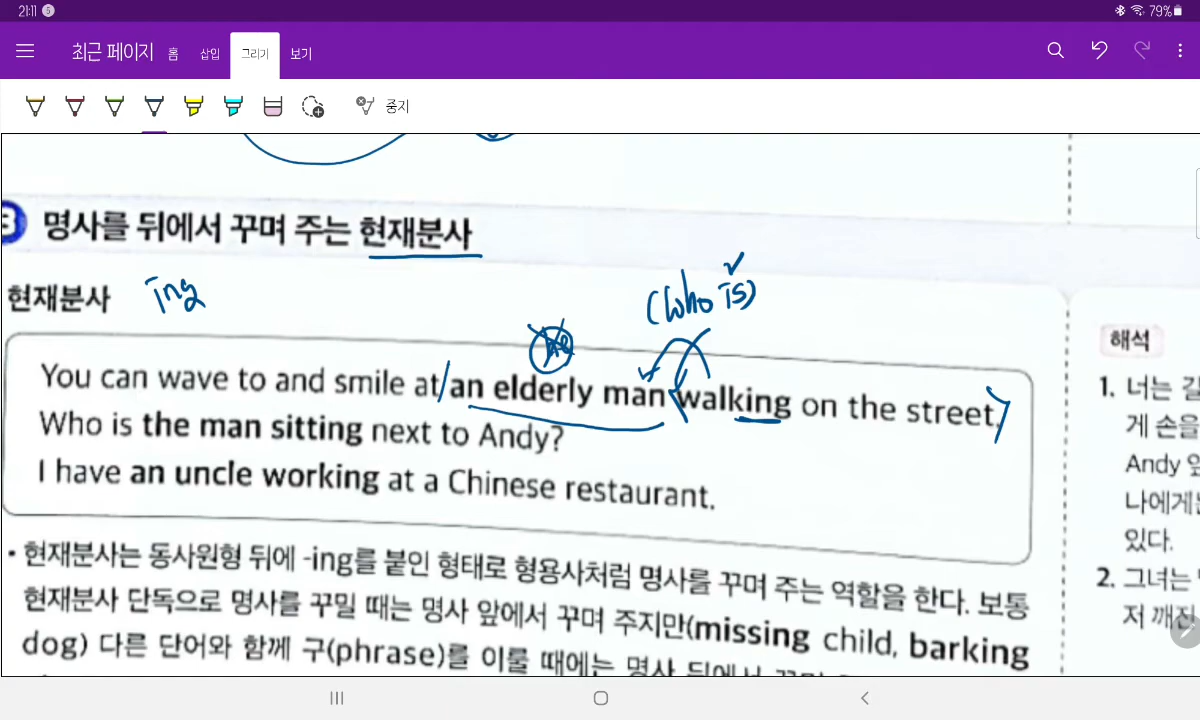 21:11 5 79%
최근 페이지 홈 삽입 그리기 보기
중지
3 명사를 뒤에서 꾸며 주는 현재분사
현재분사 ing
(who is)
You can wave to and smile at/an elderly man walking on the street,
Who is the man sitting next to Andy?
I have an uncle working at a Chinese restaurant.
• 현재분사는 동사원형 뒤에 -ing를 붙인 형태로 형용사처럼 명사를 꾸며 주는 역할을 한다. 보통
현재분사 단독으로 명사를 꾸밀 때는 명사 앞에서 꾸며 주지만(missing child, barking
dog) 다른 단어와 함께 구(phrase)를 이룰 때에는 명사 뒤에서
해석
1. 너는 길
게 손을
Andy 옆
나에게는
있다.
2. 그녀는
저 깨진